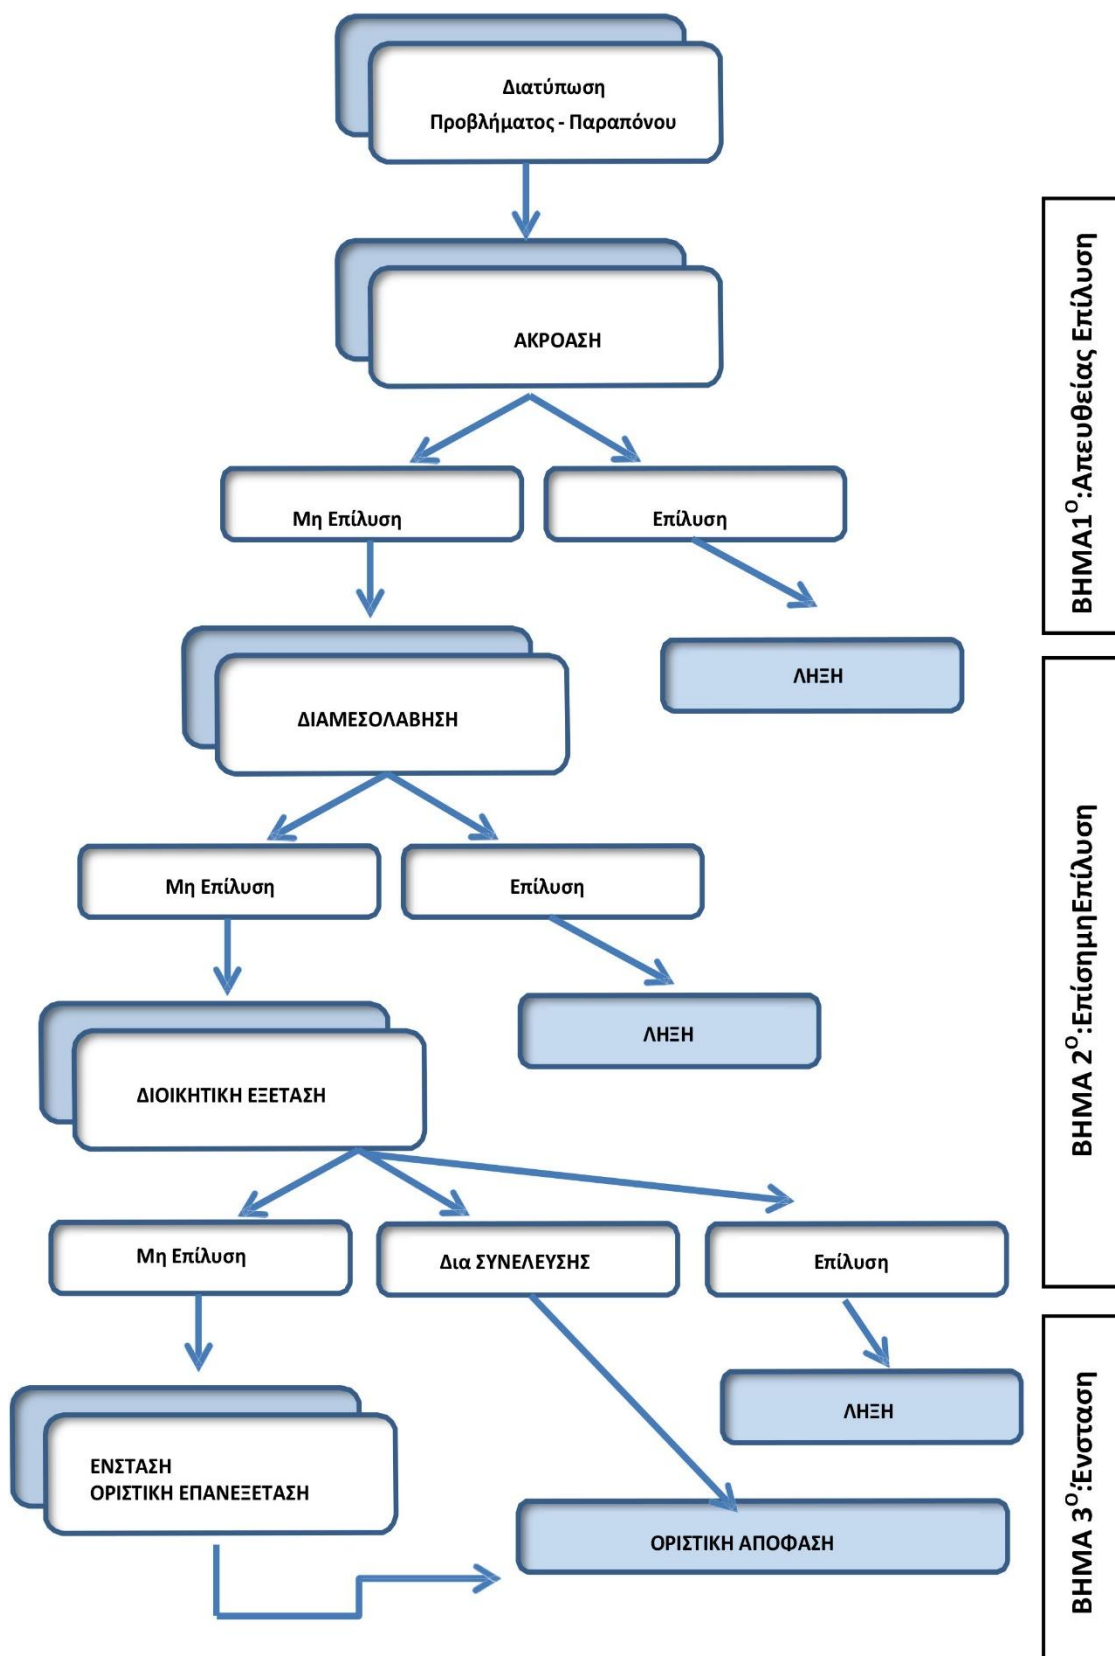 Διατύπωση
Προβλήματος - Παραπόνου
ΑΚΡΟΑΣΗ
Μη Επίλυση
Επίλυση
ΛΗΞΗ
ΔΙΑΜΕΣΟΛΑΒΗΣΗ
Μη Επίλυση
Επίλυση
ΛΗΞΗ
ΔΙΟΙΚΗΤΙΚΗ ΕΞΕΤΑΣΗ
Μη Επίλυση
Δια ΣΥΝΕΛΕΥΣΗΣ
Επίλυση
ΛΗΞΗ
ΕΝΣΤΑΣΗ
ΟΡΙΣΤΙΚΗ ΕΠΑΝΕΞΕΤΑΣΗ
ΟΡΙΣΤΙΚΗ ΑΠΟΦΑΣΗ
ΒΗΜΑ1Ο:Απευθείας Επίλυση
ΒΗΜΑ 2Ο:ΕπίσημηΕπίλυση
ΒΗΜΑ 3Ο:Ένσταση